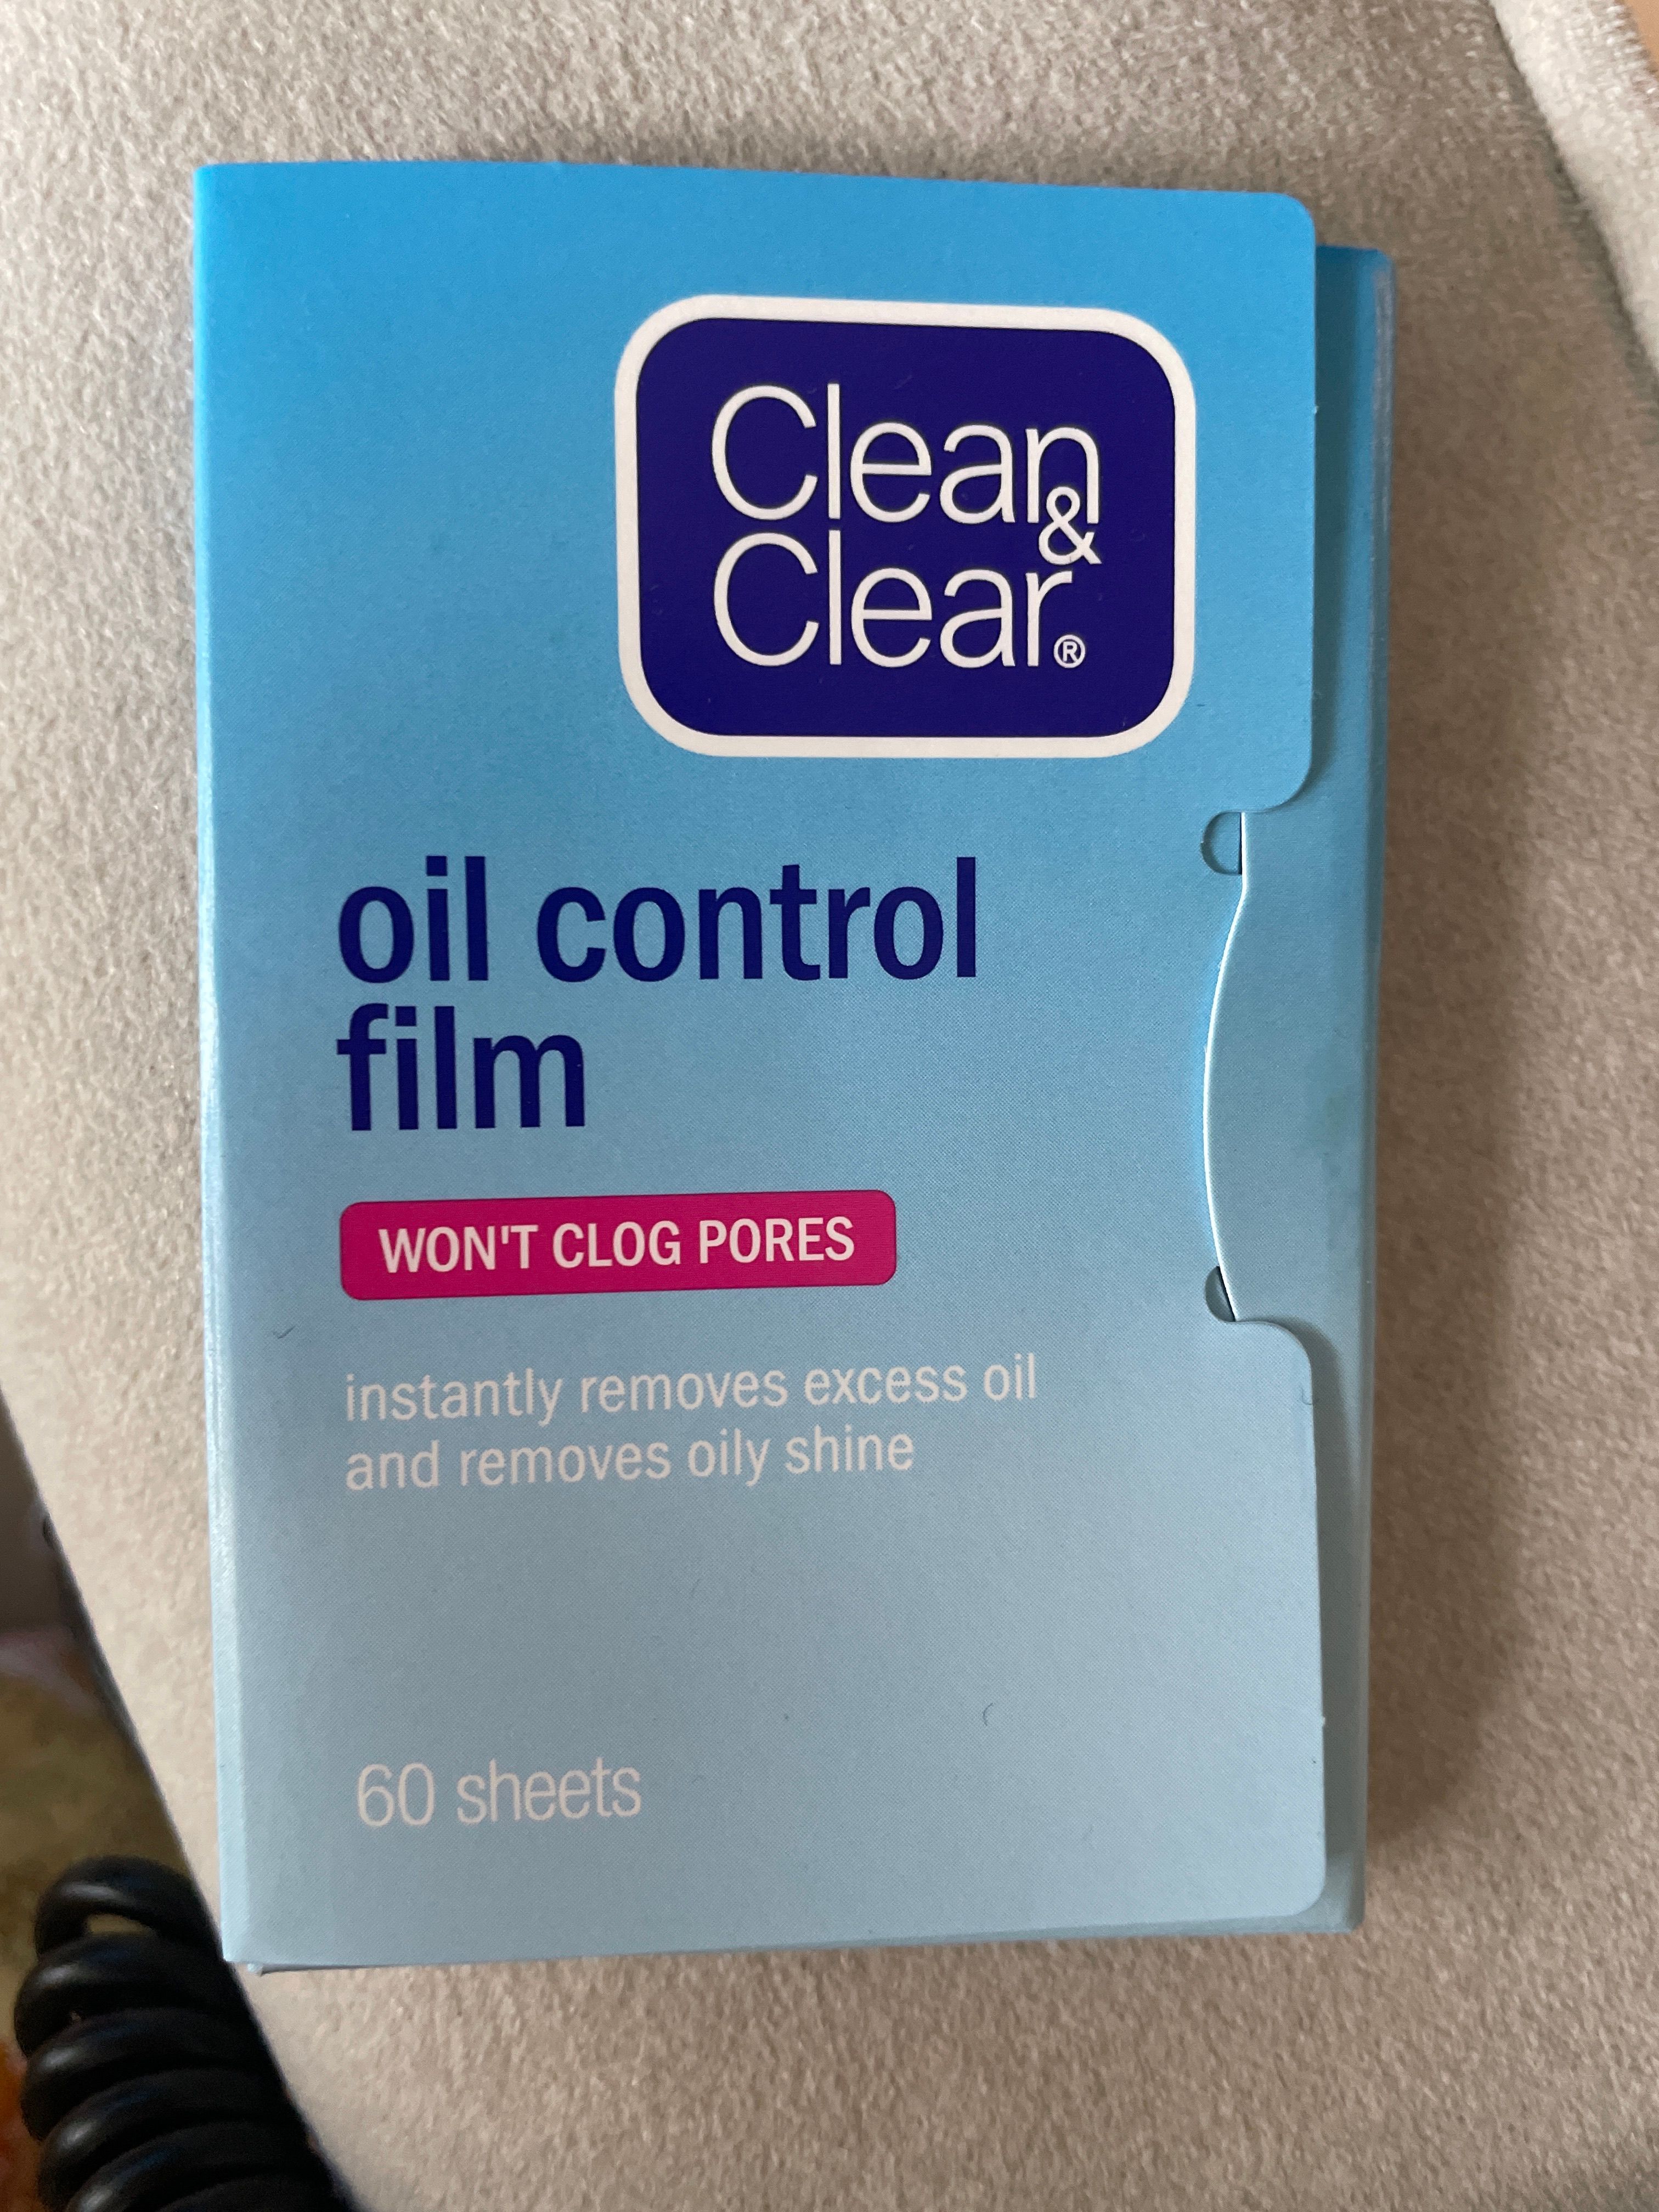 Clean
&
Clear®
oil control
film
WON'T CLOG PORES
instantly removes excess oil
and removes oily shine
60 sheets